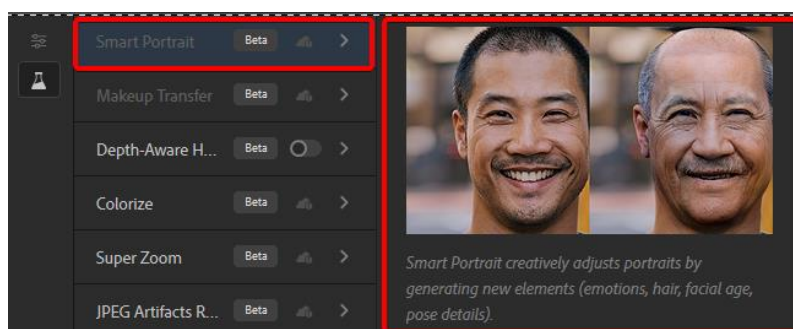 Smart Portrait Beta
Makeup Transfer Beta
Depth-Aware H... Beta
Colorize Beta
Super Zoom Beta
JPEG Artifacts R... Beta
Smart Portrait creatively adjusts portraits by
generating new elements (emotions, hair, facial age,
pose details).